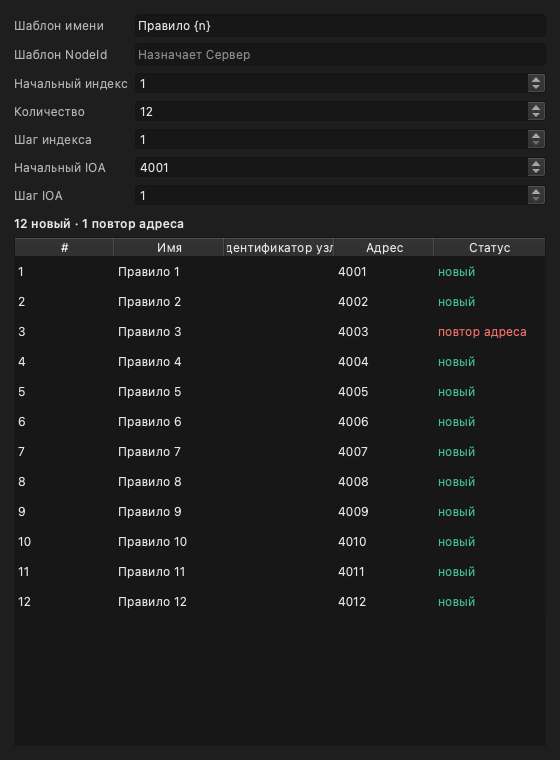 Шаблон имени Правило {n}
Шаблон NodeId Назначает Сервер
Начальный индекс 1
Количество 12
Шаг индекса 1
Начальный IOA 4001
Шаг IOA 1
12 новый · 1 повтор адреса
# Имя дентификатор узл Адрес Статус
1 Правило 1 4001 новый
2 Правило 2 4002 новый
3 Правило 3 4003 повтор адреса
4 Правило 4 4004 новый
5 Правило 5 4005 новый
6 Правило 6 4006 новый
7 Правило 7 4007 новый
8 Правило 8 4008 новый
9 Правило 9 4009 новый
10 Правило 10 4010 новый
11 Правило 11 4011 новый
12 Правило 12 4012 новый